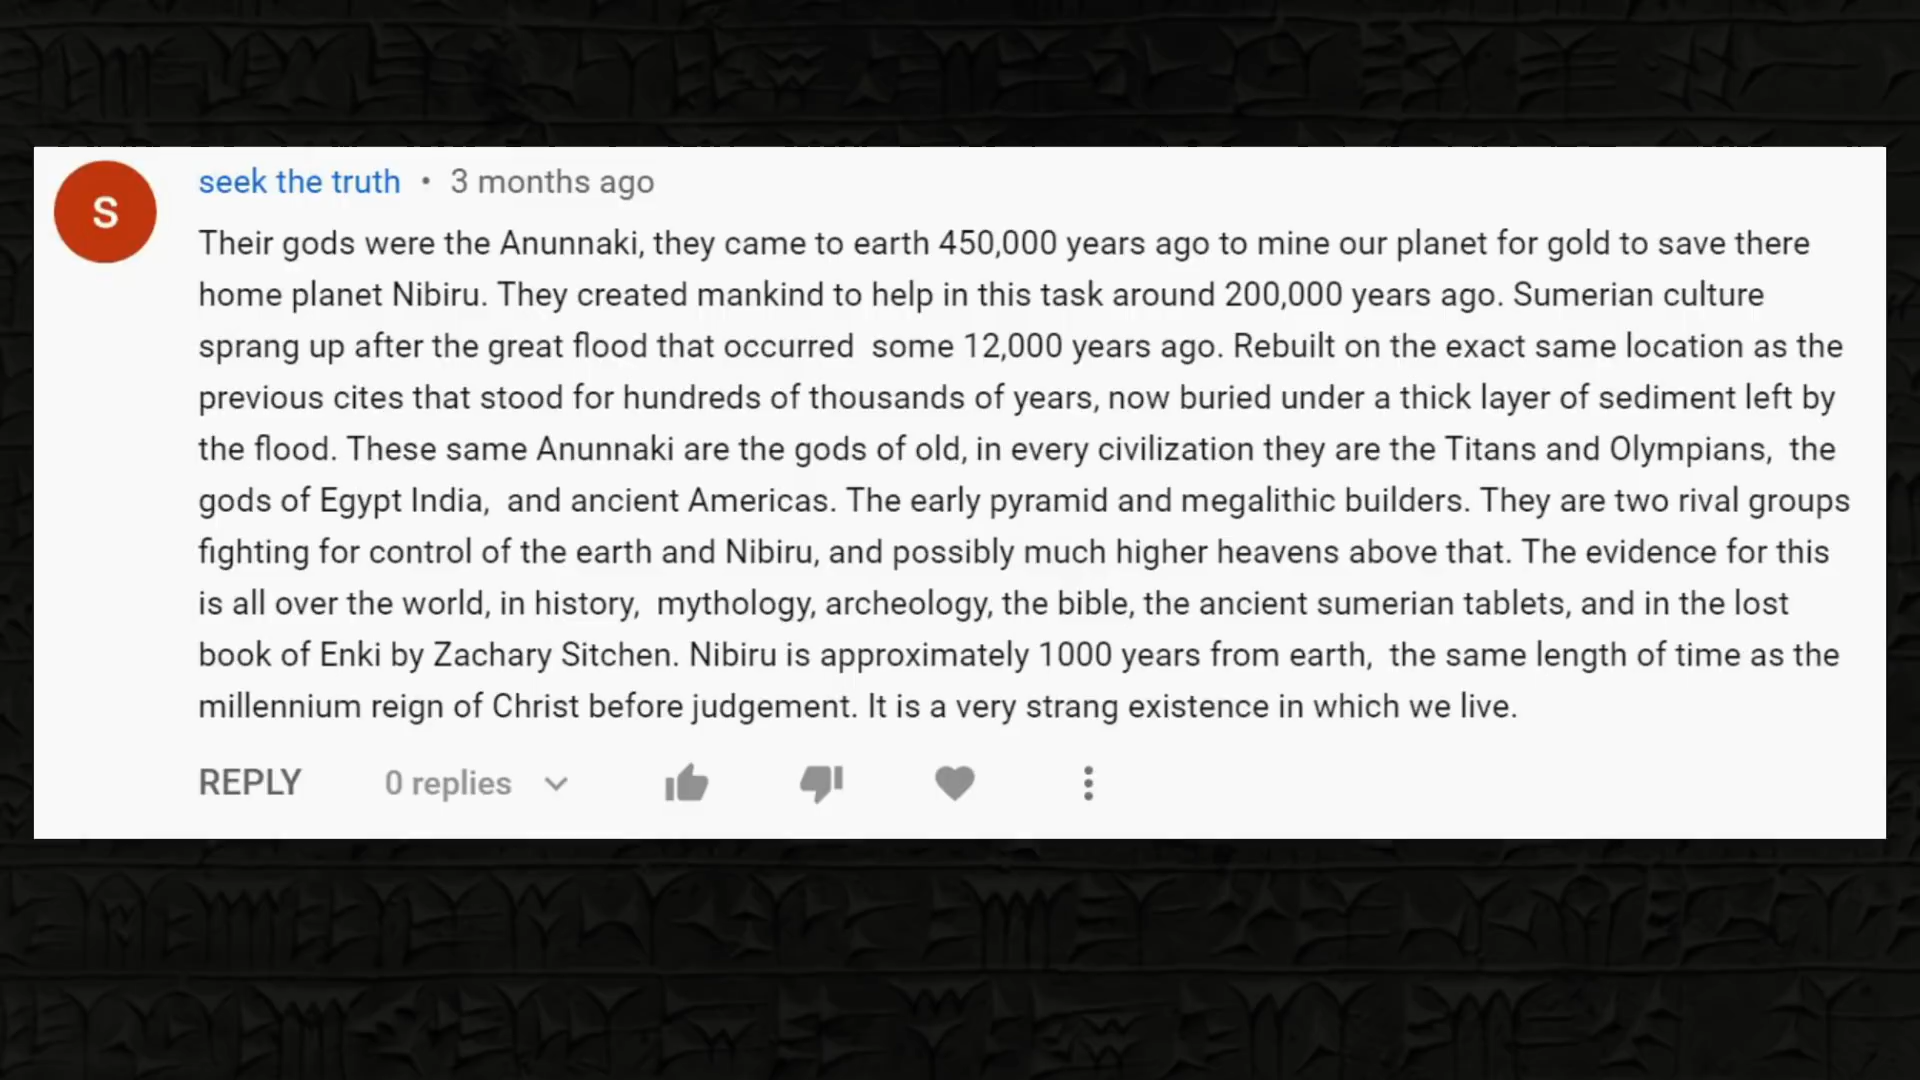 S
seek the truth • 3 months ago
Their gods were the Anunnaki, they came to earth 450,000 years ago to mine our planet for gold to save there
home planet Nibiru. They created mankind to help in this task around 200,000 years ago. Sumerian culture
sprang up after the great flood that occurred  some 12,000 years ago. Rebuilt on the exact same location as the
previous cites that stood for hundreds of thousands of years, now buried under a thick layer of sediment left by
the flood. These same Anunnaki are the gods of old, in every civilization they are the Titans and Olympians,  the
gods of Egypt India,  and ancient Americas. The early pyramid and megalithic builders. They are two rival groups
fighting for control of the earth and Nibiru, and possibly much higher heavens above that. The evidence for this
is all over the world, in history,  mythology, archeology, the bible, the ancient sumerian tablets, and in the lost
book of Enki by Zachary Sitchen. Nibiru is approximately 1000 years from earth,  the same length of time as the
millennium reign of Christ before judgement. It is a very strang existence in which we live.
REPLY 0 replies